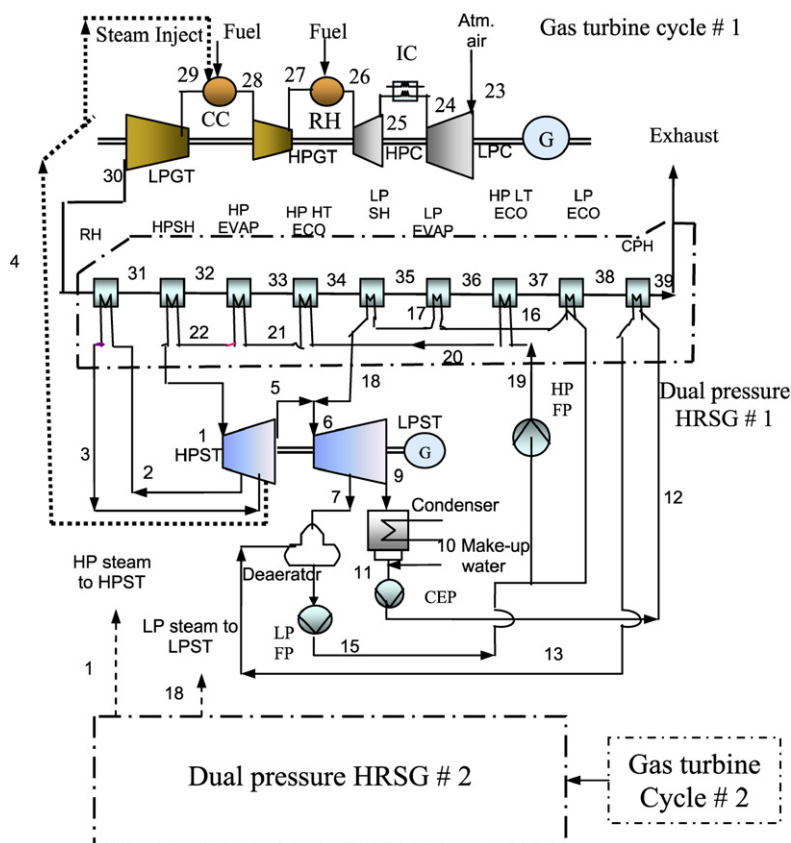 Steam Inject
Fuel
Fuel
Atm.
air
Gas turbine cycle # 1
IC
29
28
27
26
25
24
23
CC
RH
G
LPGT
HPGT
HPC
LPC
Exhaust
30
4
RH
HPSH
HP
EVAP
HP HT
ECO
LP
SH
LP
EVAP
HP LT
ECO
LP
ECO
CPH
31
32
33
34
35
36
37
38
39
22
21
17
16
20
18
19
HP
FP
Dual pressure
HRSG # 1
5
1
HPST
6
LPST
G
3
2
7
9
12
Condenser
10 Make-up
water
11
Deaerator
CEP
HP steam
to HPST
LP steam to
LPST
LP
FP
15
13
1
18
Dual pressure HRSG # 2
Gas turbine
Cycle # 2